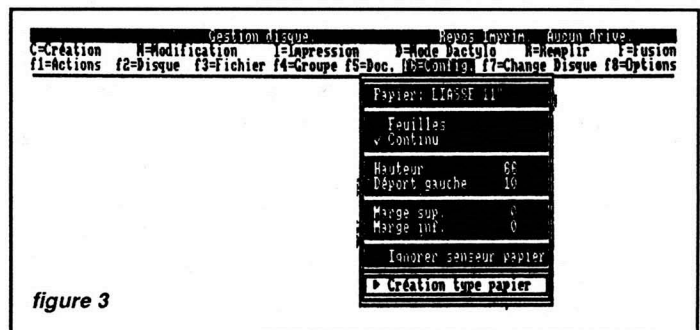 Gestion disque. Repos Imprim. Aucun drive.
C=Création M=Modification I=Impression D=Mode Dactylo R=Remplir F=Fusion
f1=Actions f2=Disque f3=Fichier f4=Groupe f5=Doc. f6=Config. f7=Change Disque f8=Options
Papier: LIASSE 11"
Feuilles
✓ Continu
Hauteur 66
Déport gauche 10
Marge sup. 0
Marge inf. 0
Ignorer senseur papier
▶ Création type papier
figure 3